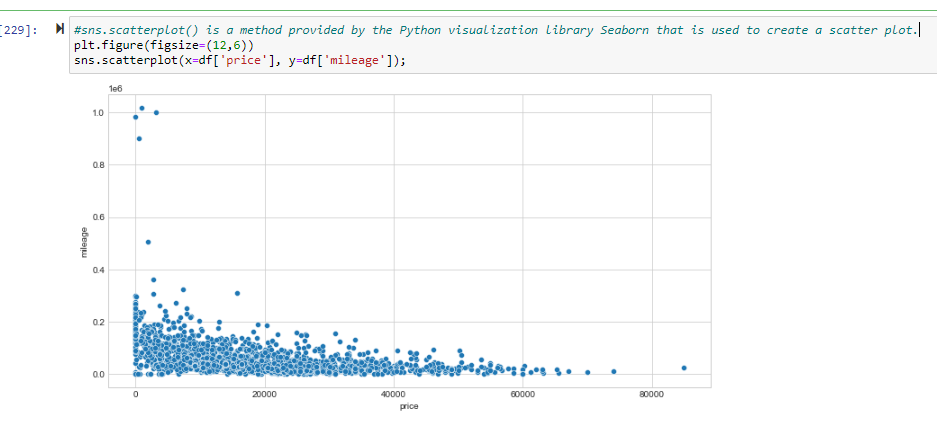 [229]: #sns.scatterplot() is a method provided by the Python visualization library Seaborn that is used to create a scatter plot.
plt.figure(figsize=(12,6))
sns.scatterplot(x=df['price'], y=df['mileage']);
1e6
1.0
0.8
0.6
mileage
0.4
0.2
0.0
0 20000 40000 60000 80000
price